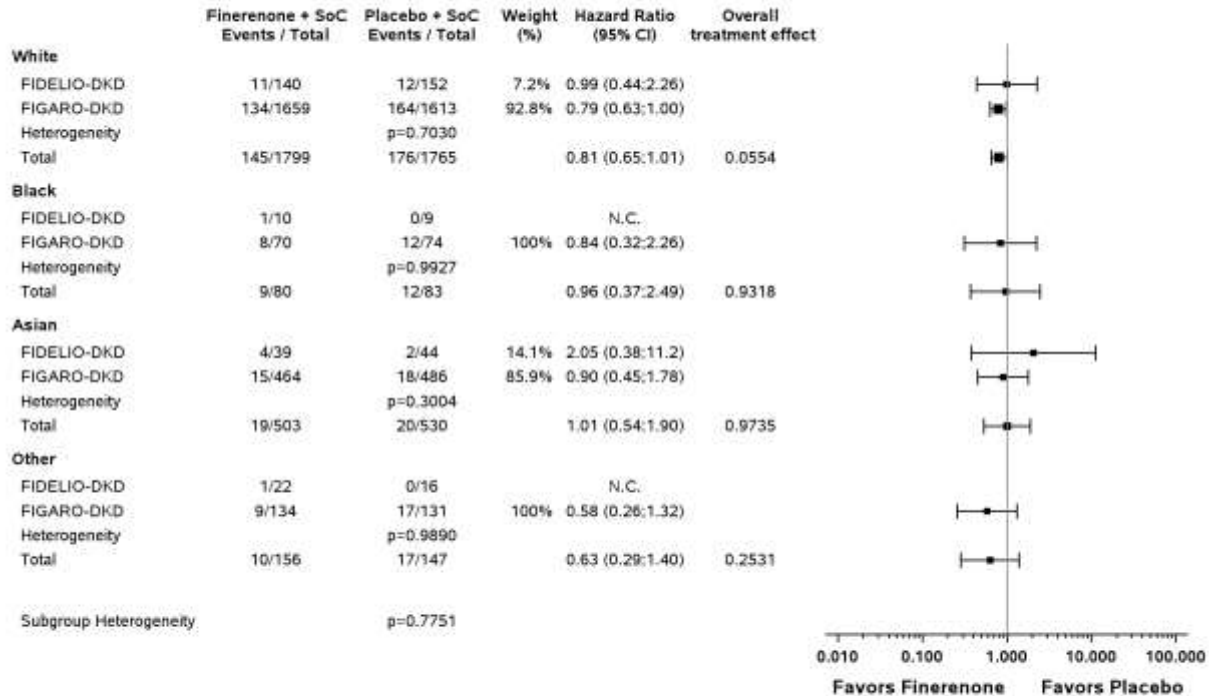 Finerenone + SoC Placebo + SoC Weight Hazard Ratio Overall
Events / Total Events / Total (%) (95% CI) treatment effect
White
FIDELIO-DKD 11/140 12/152 7.2% 0.99 (0.44;2.26)
FIGARO-DKD 134/1659 164/1613 92.8% 0.79 (0.63;1.00)
Heterogeneity p=0.7030
Total 145/1799 176/1765 0.81 (0.65;1.01) 0.0554
Black
FIDELIO-DKD 1/10 0/9 N.C.
FIGARO-DKD 8/70 12/74 100% 0.84 (0.32;2.26)
Heterogeneity p=0.9927
Total 9/80 12/83 0.96 (0.37;2.49) 0.9318
Asian
FIDELIO-DKD 4/39 2/44 14.1% 2.05 (0.38;11.2)
FIGARO-DKD 15/464 18/486 85.9% 0.90 (0.45;1.78)
Heterogeneity p=0.3004
Total 19/503 20/530 1.01 (0.54;1.90) 0.9735
Other
FIDELIO-DKD 1/22 0/16 N.C.
FIGARO-DKD 9/134 17/131 100% 0.58 (0.26;1.32)
Heterogeneity p=0.9890
Total 10/156 17/147 0.63 (0.29;1.40) 0.2531
Subgroup Heterogeneity p=0.7751
0.010 0.100 1.000 10.000 100.000
Favors Finerenone Favors Placebo